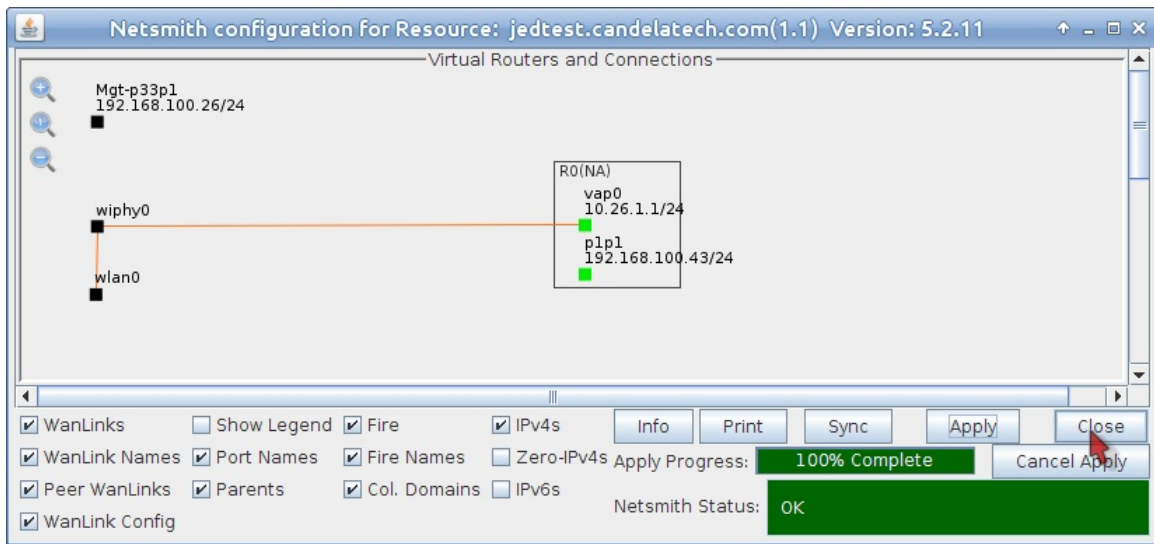 Netsmith configuration for Resource: jedtest.candelatech.com(1.1) Version: 5.2.11
Virtual Routers and Connections
Mgt-p33p1
192.168.100.26/24
R0(NA)
vap0
10.26.1.1/24
wiphy0
p1p1
192.168.100.43/24
wlan0
WanLinks Show Legend Fire IPv4s Info Print Sync Apply Close
WanLink Names Port Names Fire Names Zero-IPv4s Apply Progress: 100% Complete Cancel Apply
Peer WanLinks Parents Col. Domains IPv6s Netsmith Status: OK
WanLink Config